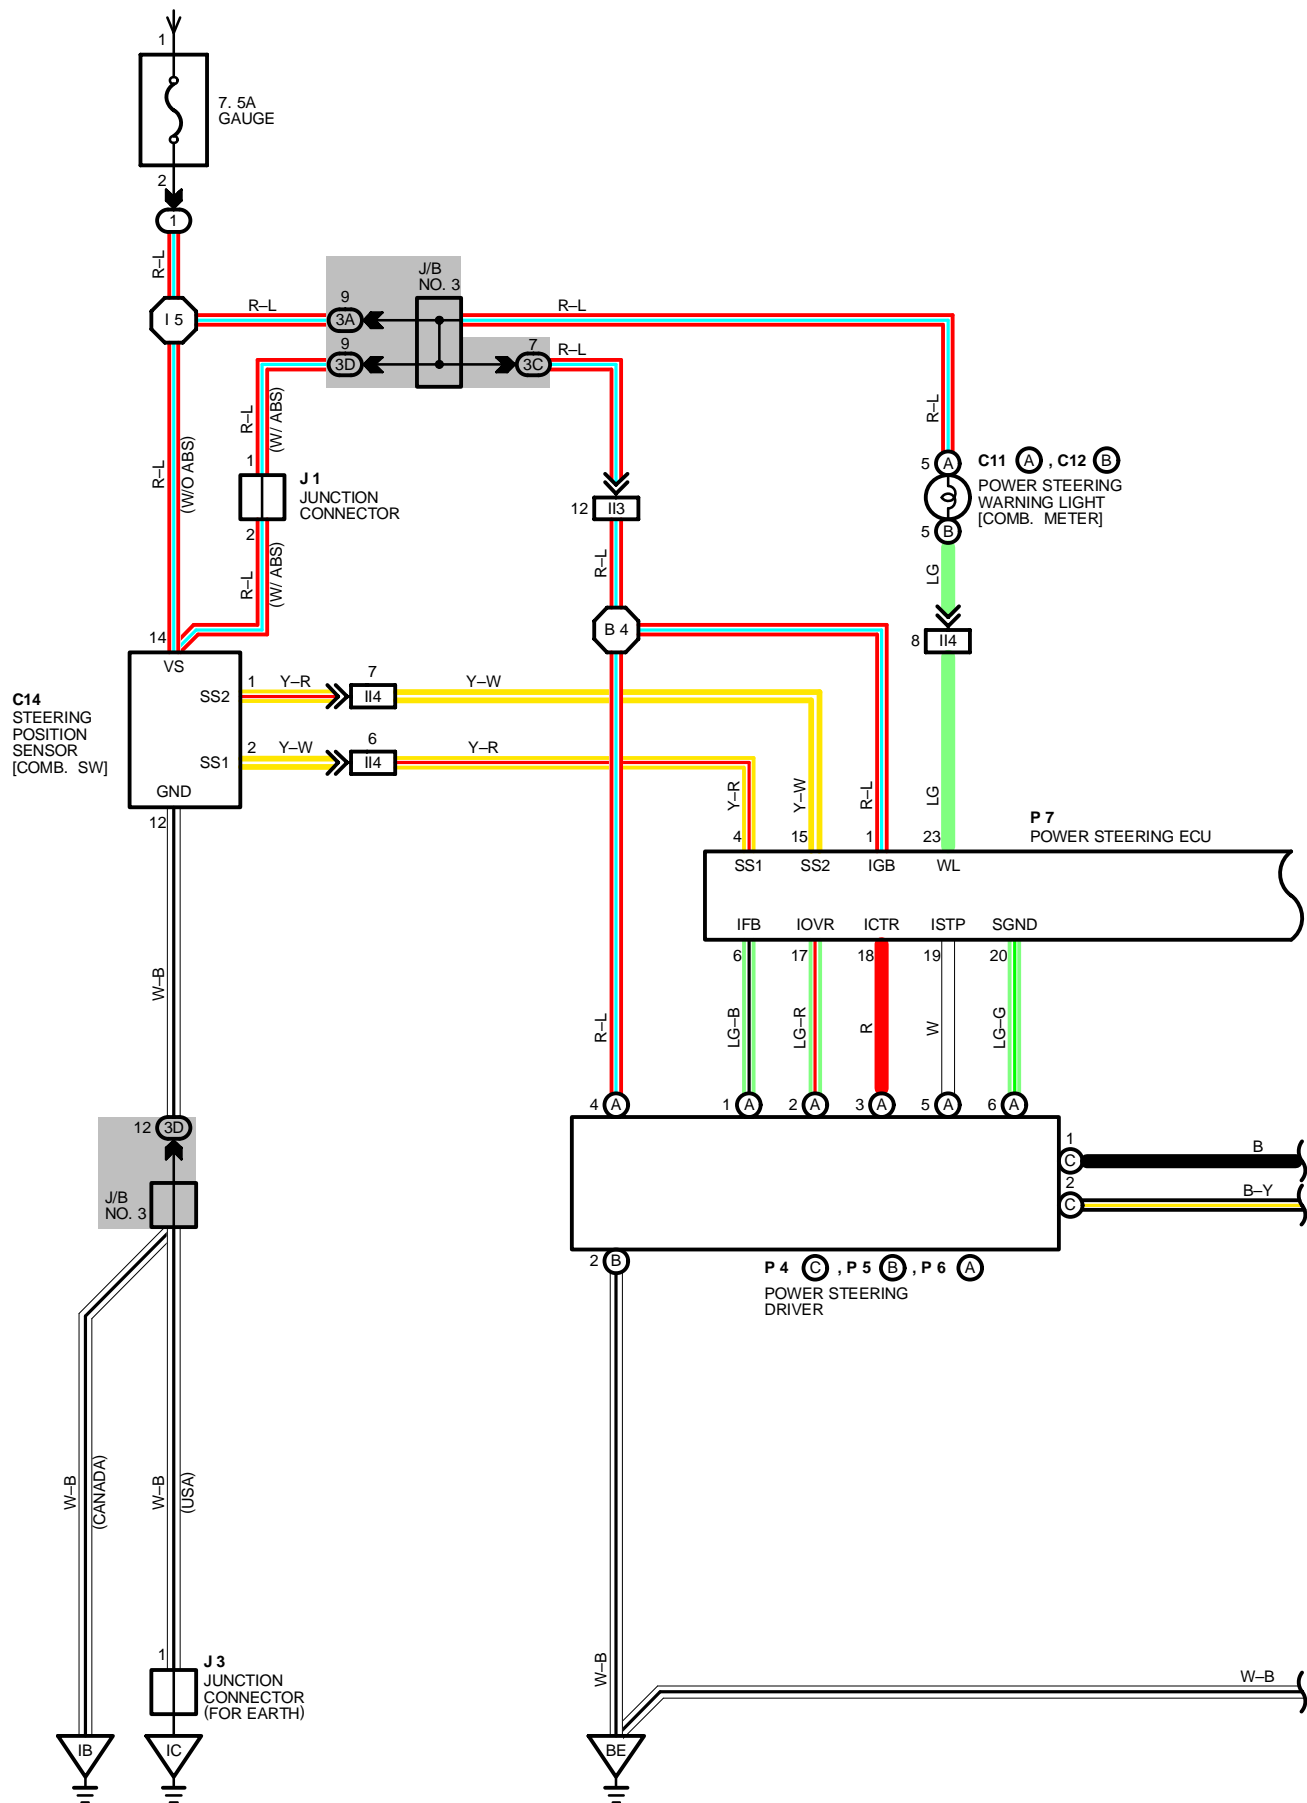 1
7. 5A
GAUGE
2
1
R–L
I 5
R–L
9
3A
J/B
NO. 3
R–L
9
3D
7
3C
R–L
R–L
(W/O ABS)
R–L
(W/ ABS)
1
J 1
JUNCTION
CONNECTOR
2
R–L
(W/ ABS)
12
II3
R–L
B 4
R–L
5
A
C11 A , C12 B
POWER STEERING
WARNING LIGHT
[COMB. METER]
5
B
LG
8
II4
14
VS
C14
STEERING
POSITION
SENSOR
[COMB. SW]
SS2
1
Y–R
7
II4
Y–W
SS1
2
Y–W
6
II4
Y–R
GND
12
Y–R
Y–W
R–L
LG
4
15
1
23
P 7
POWER STEERING ECU
SS1
SS2
IGB
WL
IFB
IOVR
ICTR
ISTP
SGND
6
17
18
19
20
W–B
R–L
LG–B
LG–R
R
W
LG–G
4
A
1
A
2
A
3
A
5
A
6
A
12
3D
J/B
NO. 3
1
C
B
2
C
B–Y
2
B
P 4 C , P 5 B , P 6 A
POWER STEERING
DRIVER
W–B
(CANADA)
W–B
(USA)
1
J 3
JUNCTION
CONNECTOR
(FOR EARTH)
W–B
W–B
IB
IC
BE